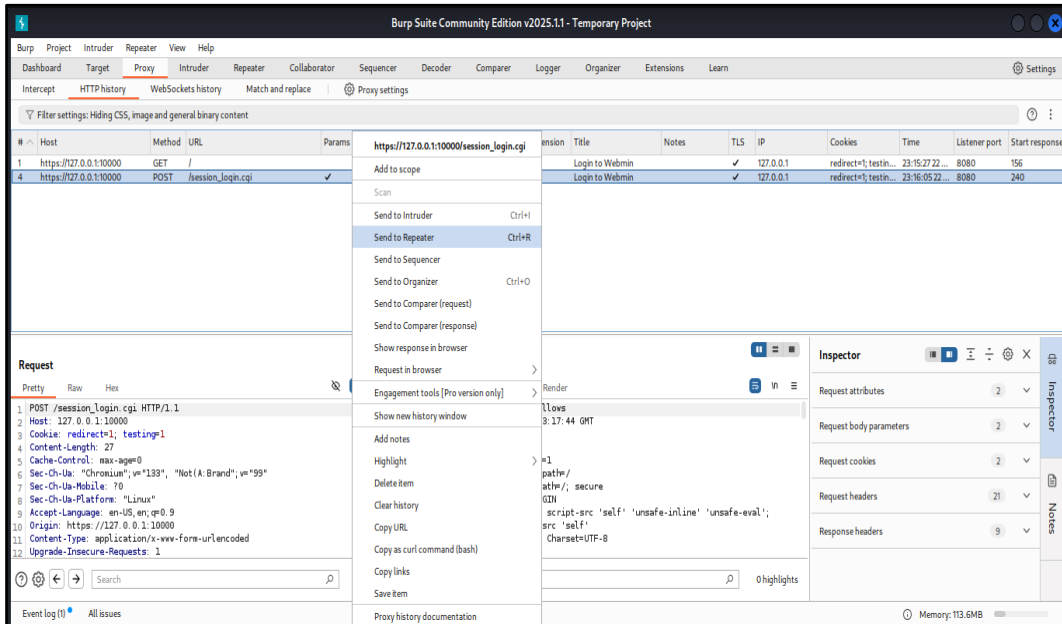 Burp Suite Community Edition v2025.1.1 - Temporary Project
Burp Project Intruder Repeater View Help
Dashboard Target Proxy Intruder Repeater Collaborator Sequencer Decoder Comparer Logger Organizer Extensions Learn Settings
Intercept HTTP history WebSockets history Match and replace Proxy settings
Filter settings: Hiding CSS, image and general binary content
# Host Method URL Params ension Title Notes TLS IP Cookies Time Listener port Start response
1 https://127.0.0.1:10000 GET / Login to Webmin ✓ 127.0.0.1 redirect=1; testin... 23:15:27 22 ... 8080 156
4 https://127.0.0.1:10000 POST /session_login.cgi ✓ Login to Webmin ✓ 127.0.0.1 redirect=1; testin... 23:16:05 22 ... 8080 240
https://127.0.0.1:10000/session_login.cgi
Add to scope
Scan
Send to Intruder Ctrl+I
Send to Repeater Ctrl+R
Send to Sequencer
Send to Organizer Ctrl+O
Send to Comparer (request)
Send to Comparer (response)
Show response in browser
Request in browser
Engagement tools [Pro version only]
Show new history window
Add notes
Highlight
Delete item
Clear history
Copy URL
Copy as curl command (bash)
Copy links
Save item
Proxy history documentation
Request
Pretty Raw Hex
1 POST /session_login.cgi HTTP/1.1
2 Host: 127.0.0.1:10000
3 Cookie: redirect=1; testing=1
4 Content-Length: 27
5 Cache-Control: max-age=0
6 Sec-Ch-Ua: "Chromium";v="133", "Not(A:Brand";v="99"
7 Sec-Ch-Ua-Mobile: ?0
8 Sec-Ch-Ua-Platform: "Linux"
9 Accept-Language: en-US,en;q=0.9
10 Origin: https://127.0.0.1:10000
11 Content-Type: application/x-www-form-urlencoded
12 Upgrade-Insecure-Requests: 1
Render
\n
llows
3:17:44 GMT
=1
path=/
ath=/; secure
GIN
script-src 'self' 'unsafe-inline' 'unsafe-eval';
src 'self'
Charset=UTF-8
Inspector
Request attributes 2
Request body parameters 2
Request cookies 2
Request headers 21
Response headers 9
Inspector
Notes
Search
0 highlights
Event log (1) All issues
Memory: 113.6MB